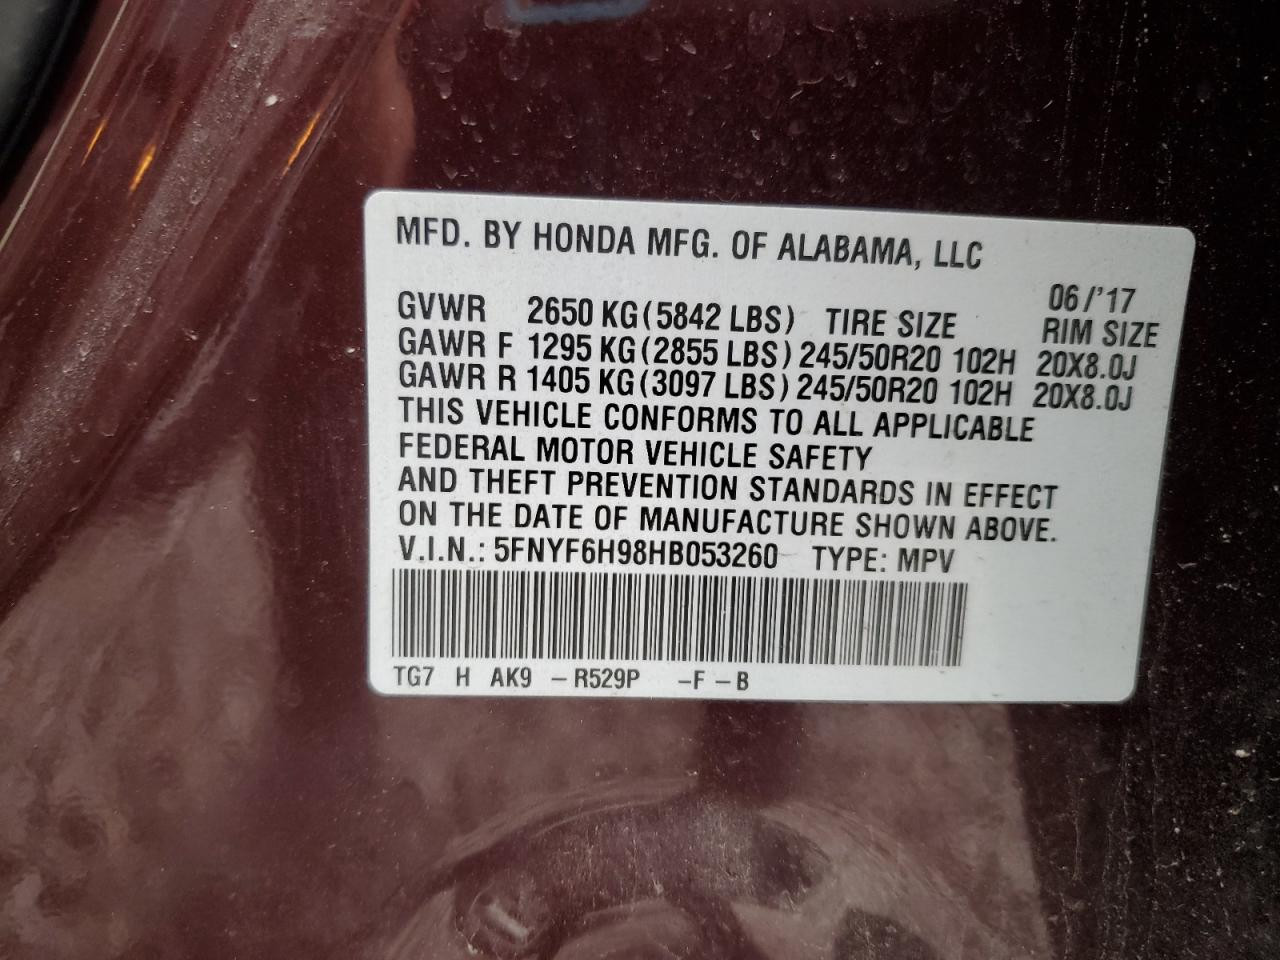 MFD. BY HONDA MFG. OF ALABAMA, LLC
06/'17
GVWR 2650 KG(5842 LBS) TIRE SIZE RIM SIZE
GAWR F 1295 KG(2855 LBS) 245/50R20 102H 20X8.0J
GAWR R 1405 KG(3097 LBS) 245/50R20 102H 20X8.0J
THIS VEHICLE CONFORMS TO ALL APPLICABLE
FEDERAL MOTOR VEHICLE SAFETY
AND THEFT PREVENTION STANDARDS IN EFFECT
ON THE DATE OF MANUFACTURE SHOWN ABOVE.
V.I.N.: 5FNYF6H98HB053260 TYPE: MPV
TG7 H AK9 -R529P -F-B